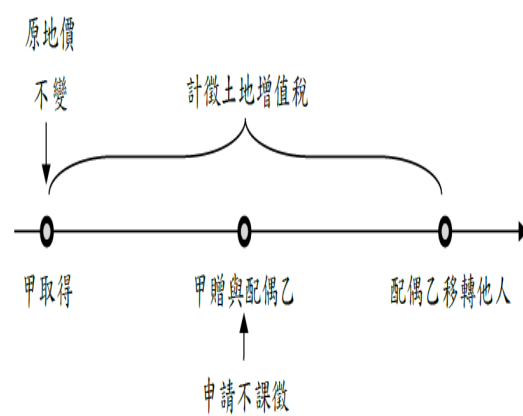 原地價
不變
計徵土地增值稅
甲取得
甲贈與配偶乙
配偶乙移轉他人
申請不課徵